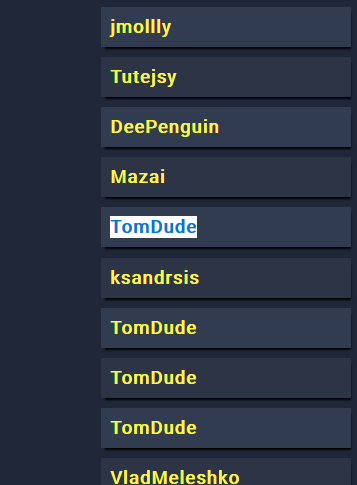 jmollly
Tutejsy
DeePenguin
Mazai
TomDude
ksandrsis
TomDude
TomDude
TomDude
VladMeleshko